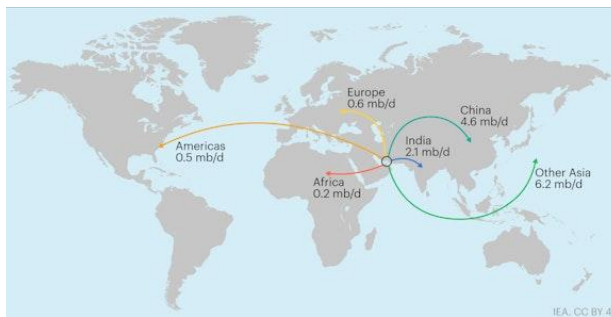 Europe
0.6 mb/d
China
4.6 mb/d
Americas
0.5 mb/d
India
2.1 mb/d
Africa
0.2 mb/d
Other Asia
6.2 mb/d
IEA. CC BY 4